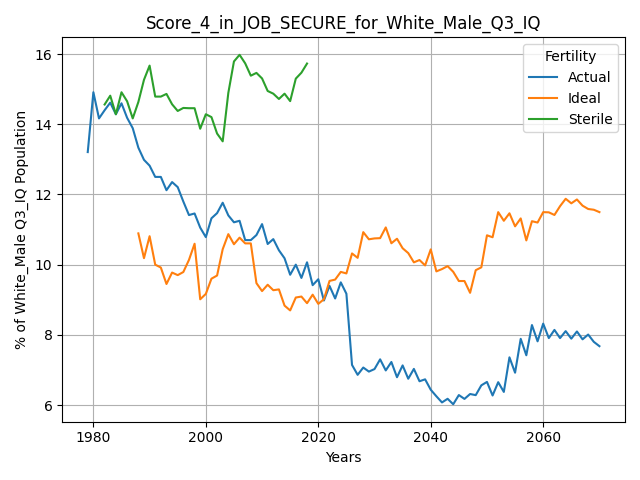 Score_4_in_JOB_SECURE_for_White_Male_Q3_IQ
% of White_Male Q3_IQ Population
16
14
12
10
8
6
1980
2000
2020
2040
2060
Years
Fertility
Actual
Ideal
Sterile